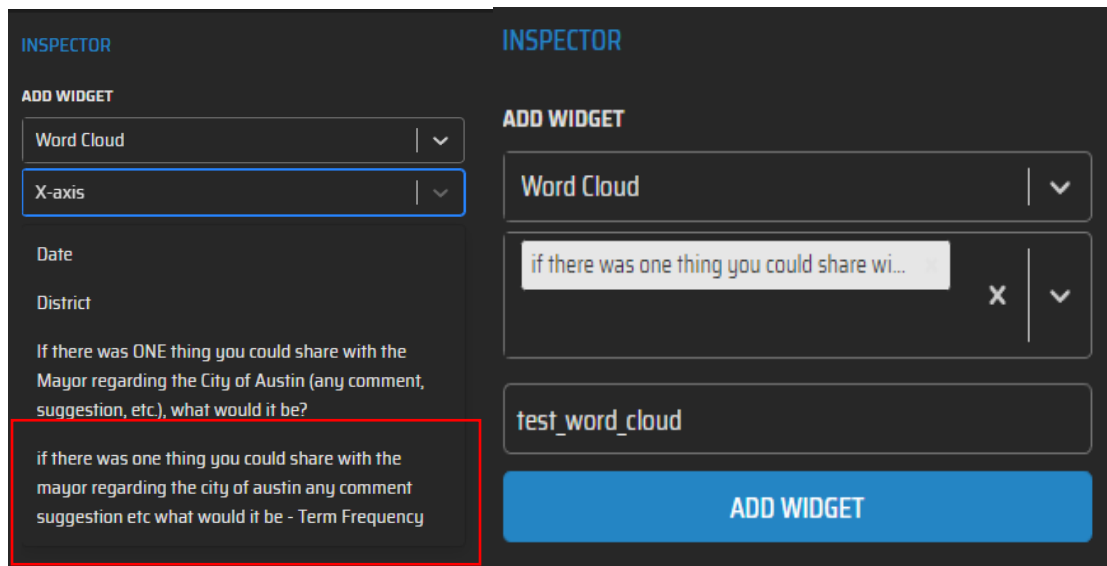 INSPECTOR
ADD WIDGET
Word Cloud
X-axis
Date
District
If there was ONE thing you could share with the
Mayor regarding the City of Austin (any comment,
suggestion, etc.), what would it be?
if there was one thing you could share with the
mayor regarding the city of austin any comment
suggestion etc what would it be - Term Frequency
INSPECTOR
ADD WIDGET
Word Cloud
if there was one thing you could share wi...
test_word_cloud
ADD WIDGET